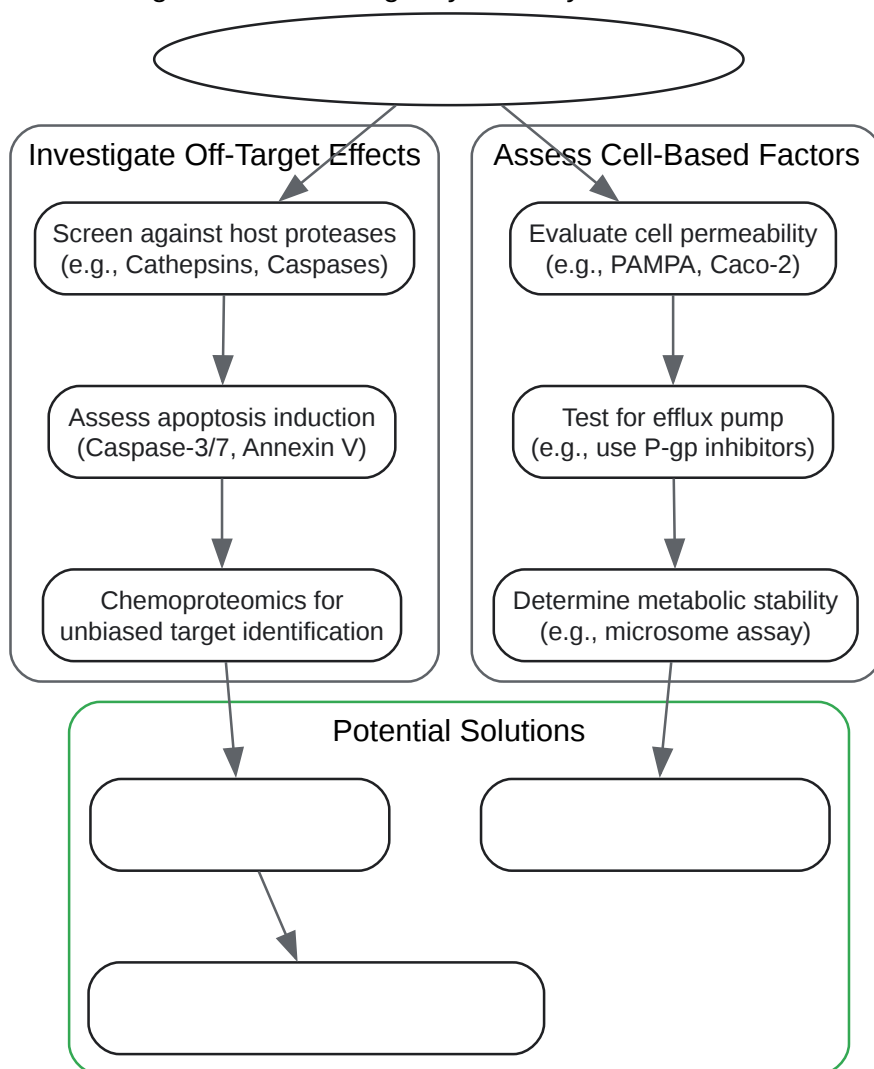 Investigate Off-Target Effects
Screen against host proteases
(e.g., Cathepsins, Caspases)
Assess apoptosis induction
(Caspase-3/7, Annexin V)
Chemoproteomics for
unbiased target identification
Assess Cell-Based Factors
Evaluate cell permeability
(e.g., PAMPA, Caco-2)
Test for efflux pump
(e.g., use P-gp inhibitors)
Determine metabolic stability
(e.g., microsome assay)
Potential Solutions